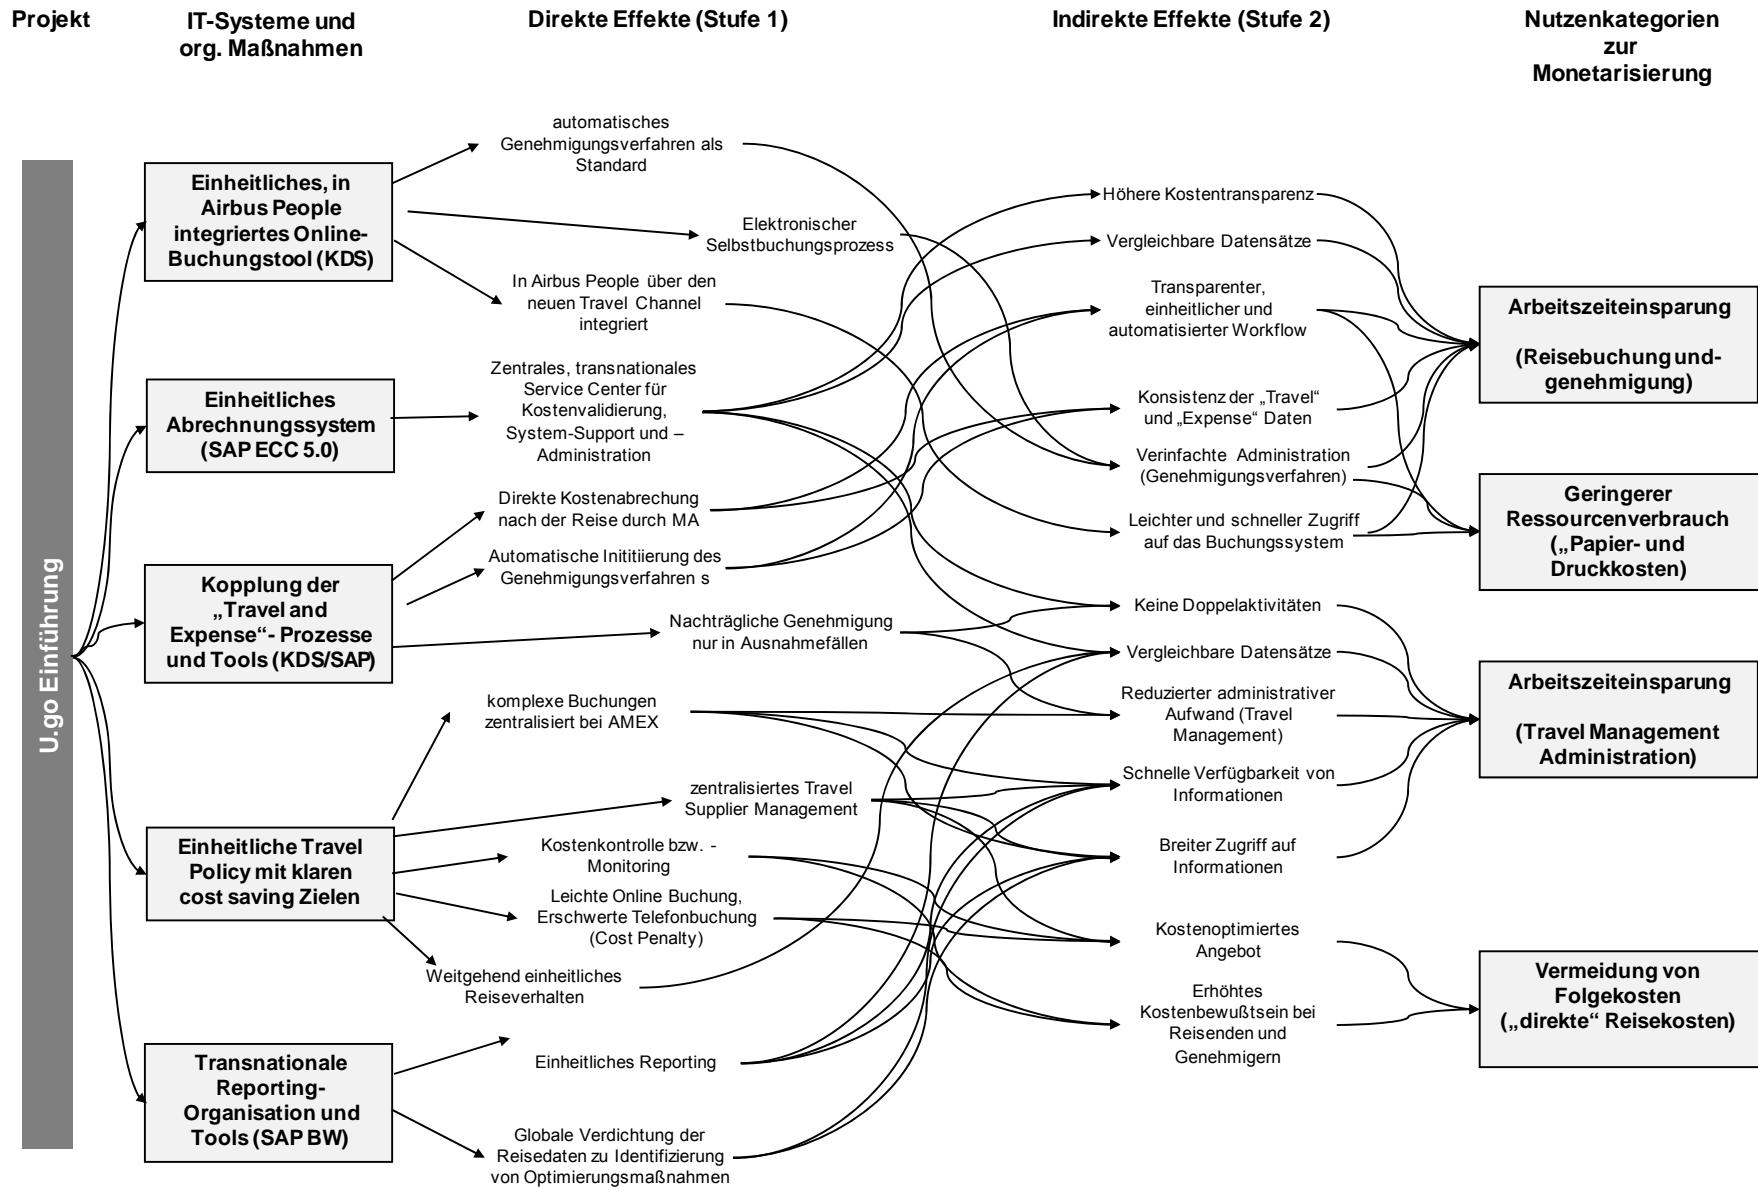 Projekt
IT-Systeme und
org. Maßnahmen
Direkte Effekte (Stufe 1)
Indirekte Effekte (Stufe 2)
Nutzenkategorien
zur
Monetarisierung
U.go Einführung
Einheitliches, in
Airbus People
integriertes Online-
Buchungstool (KDS)
Einheitliches
Abrechnungssystem
(SAP ECC 5.0)
Kopplung der
„Travel and
Expense“- Prozesse
und Tools (KDS/SAP)
Einheitliche Travel
Policy mit klaren
cost saving Zielen
Transnationale
Reporting-
Organisation und
Tools (SAP BW)
automatisches
Genehmigungsverfahren als
Standard
Elektronischer
Selbstbuchungsprozess
In Airbus People über den
neuen Travel Channel
integriert
Zentrales, transnationales
Service Center für
Kostenvalidierung,
System-Support und –
Administration
Direkte Kostenabrechung
nach der Reise durch MA
Automatische Inititiierung des
Genehmigungsverfahren s
Nachträgliche Genehmigung
nur in Ausnahmefällen
komplexe Buchungen
zentralisiert bei AMEX
zentralisiertes Travel
Supplier Management
Kostenkontrolle bzw. -
Monitoring
Leichte Online Buchung,
Erschwerte Telefonbuchung
(Cost Penalty)
Weitgehend einheitliches
Reiseverhalten
Einheitliches Reporting
Globale Verdichtung der
Reisedaten zu Identifizierung
von Optimierungsmaßnahmen
Höhere Kostentransparenz
Vergleichbare Datensätze
Transparenter,
einheitlicher und
automatisierter Workflow
Konsistenz der „Travel“
und „Expense“ Daten
Verinfachte Administration
(Genehmigungsverfahren)
Leichter und schneller Zugriff
auf das Buchungssystem
Keine Doppelaktivitäten
Vergleichbare Datensätze
Reduzierter administrativer
Aufwand (Travel
Management)
Schnelle Verfügbarkeit von
Informationen
Breiter Zugriff auf
Informationen
Kostenoptimiertes
Angebot
Erhöhtes
Kostenbewußtsein bei
Reisenden und
Genehmigern
Arbeitszeiteinsparung
(Reisebuchung und-
genehmigung)
Geringerer
Ressourcenverbrauch
(„Papier- und
Druckkosten)
Arbeitszeiteinsparung
(Travel Management
Administration)
Vermeidung von
Folgekosten
(„direkte“ Reisekosten)